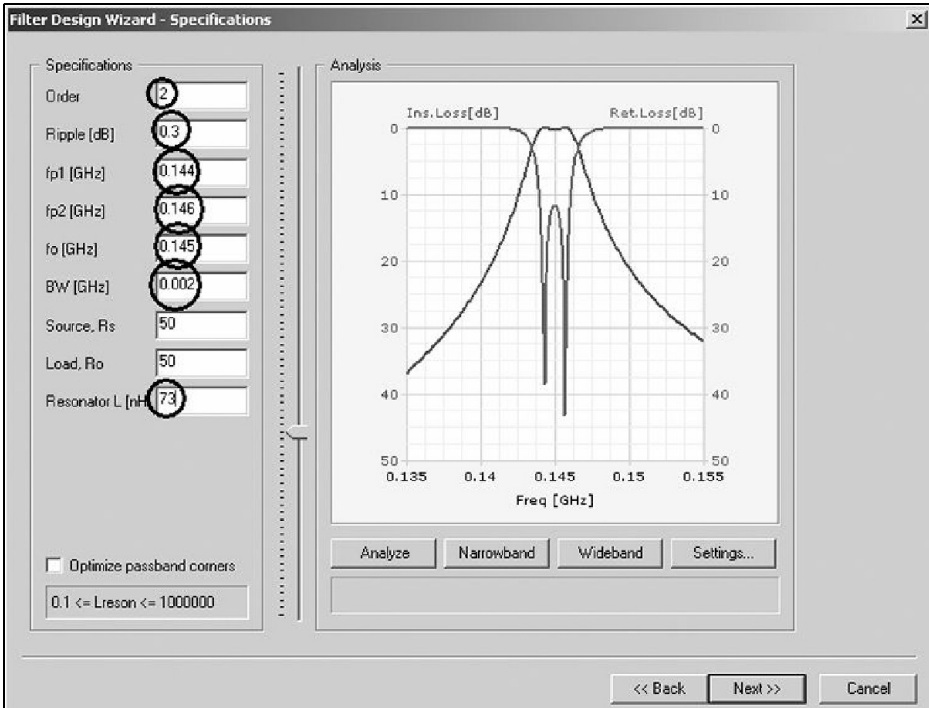 Filter Design Wizard - Specifications
Specifications
Order 2
Ripple [dB] 0.3
fp1 [GHz] 0.144
fp2 [GHz] 0.146
fo [GHz] 0.145
BW [GHz] 0.002
Source, Rs 50
Load, Ro 50
Resonator L [nH 73
Optimize passband corners
0.1 <= Lreson <= 1000000
Analysis
Ins.Loss[dB] Ret.Loss[dB]
0 0
10 10
20 20
30 30
40 40
50 50
0.135 0.14 0.145 0.15 0.155
Freq [GHz]
Analyze Narrowband Wideband Settings...
<< Back Next >> Cancel